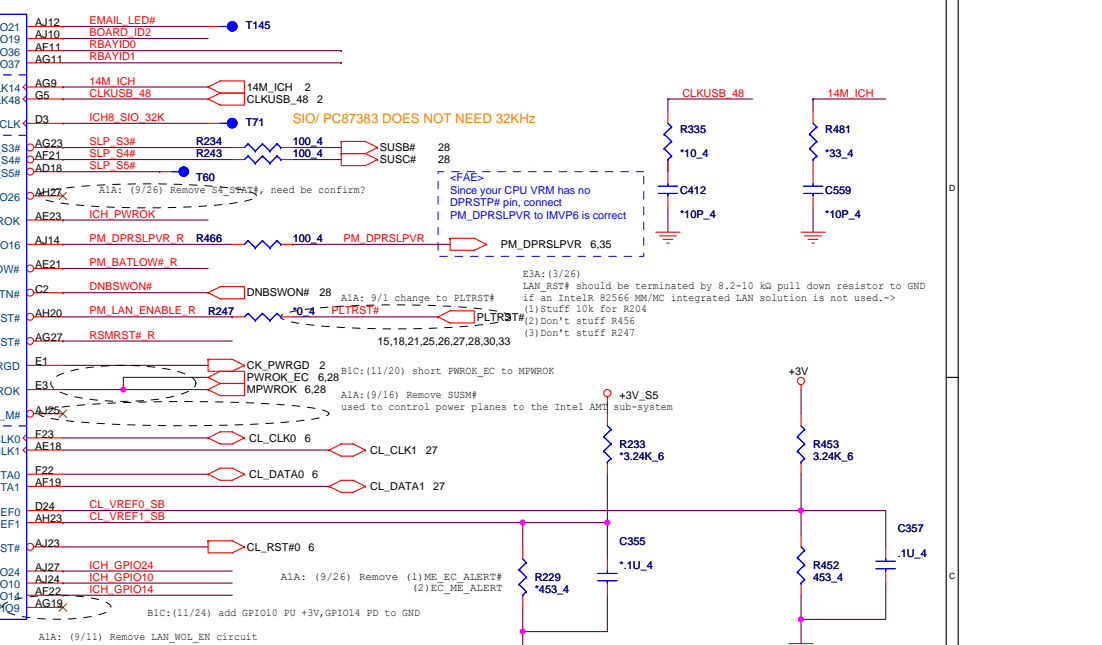 O21 AJ12 EMAIL_LED# T145
O19 AJ10 BOARD_ID2
O36 AF11 RBAYID0
O37 AG11 RBAYID1
LK14 AG9 14M_ICH 14M_ICH 2
LK48 G5 CLKUSB_48 CLKUSB_48 2
CLK D3 ICH8_SIO_32K T71 SIO/ PC87383 DOES NOT NEED 32KHz
S3# AG23 SLP_S3# R234 100_4 SUSB# 28
S4# AF21 SLP_S4# R243 100_4 SUSC# 28
S5# AD18 SLP_S5# T60
O26 AH27 A1A: (9/26) Remove S4_STAT#, need be confirm?
ROK AE23 ICH_PWROK
O16 AJ14 PM_DPRSLPVR_R R466 100_4 PM_DPRSLPVR PM_DPRSLPVR 6,35
OW# AE21 PM_BATLOW#_R
TN# C2 DNBSWON# DNBSWON# 28
A1A: 9/1 change to PLTRST#
ST# AH20 PM_LAN_ENABLE_R R247 *0_4 PLTRST# PLTRST#
ST# AG27 RSMRST#_R 15,18,21,25,26,27,28,30,33
RGD E1 CK_PWRGD 2
PWROK_EC 6,28 B1C:(11/20) short PWROK_EC to MPWROK
ROK E3 MPWROK 6,28
A1A:(9/16) Remove SUSM#
used to control power planes to the Intel AMT sub-system
_M# AJ25
LK0 F23 CL_CLK0 6
LK1 AE18 CL_CLK1 27
TA0 F22 CL_DATA0 6
TA1 AF19 CL_DATA1 27
EF0 D24 CL_VREF0_SB
EF1 AH23 CL_VREF1_SB
ST# AJ23 CL_RST#0 6
O24 AJ27 ICH_GPIO24
O10 AJ24 ICH_GPIO10
O14 AF22 ICH_GPIO14
PIO9 AG19
A1A: (9/26) Remove (1)ME_EC_ALERT#
(2)EC_ME_ALERT
B1C:(11/24) add GPIO10 PU +3V,GPIO14 PD to GND
A1A: (9/11) Remove LAN_WOL_EN circuit
<FAE>
Since your CPU VRM has no
DPRSTP# pin, connect
PM_DPRSLPVR to IMVP6 is correct
E3A:(3/26)
LAN_RST# should be terminated by 8.2-10 kΩ pull down resistor to GND
if an IntelR 82566 MM/MC integrated LAN solution is not used.->
(1)Stuff 10k for R204
(2)Don't stuff R456
(3)Don't stuff R247
CLKUSB_48
R335
*10_4
C412
*10P_4
14M_ICH
R481
*33_4
C559
*10P_4
+3V_S5
R233
*3.24K_6
C355
*.1U_4
R229
*453_4
+3V
R453
3.24K_6
R452
453_4
C357
.1U_4
D
C